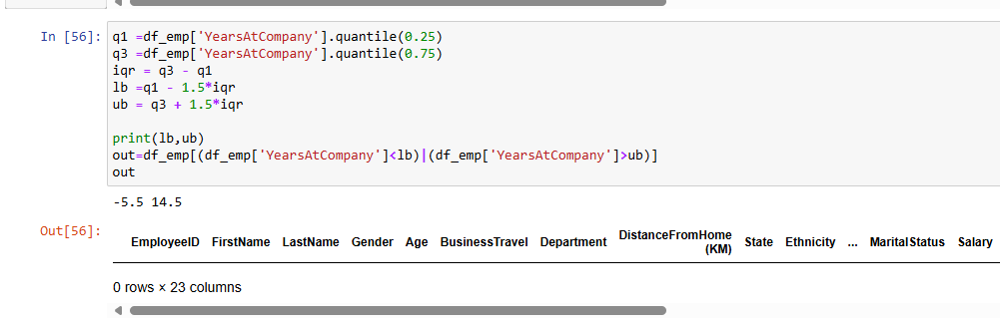 In [56]:
q1 =df_emp['YearsAtCompany'].quantile(0.25)
q3 =df_emp['YearsAtCompany'].quantile(0.75)
iqr = q3 - q1
lb =q1 - 1.5*iqr
ub = q3 + 1.5*iqr
print(lb,ub)
out=df_emp[(df_emp['YearsAtCompany']<lb)|(df_emp['YearsAtCompany']>ub)]
out
-5.5 14.5
Out[56]:
EmployeeID FirstName LastName Gender Age BusinessTravel Department DistanceFromHome (KM) State Ethnicity ... MaritalStatus Salary
0 rows × 23 columns